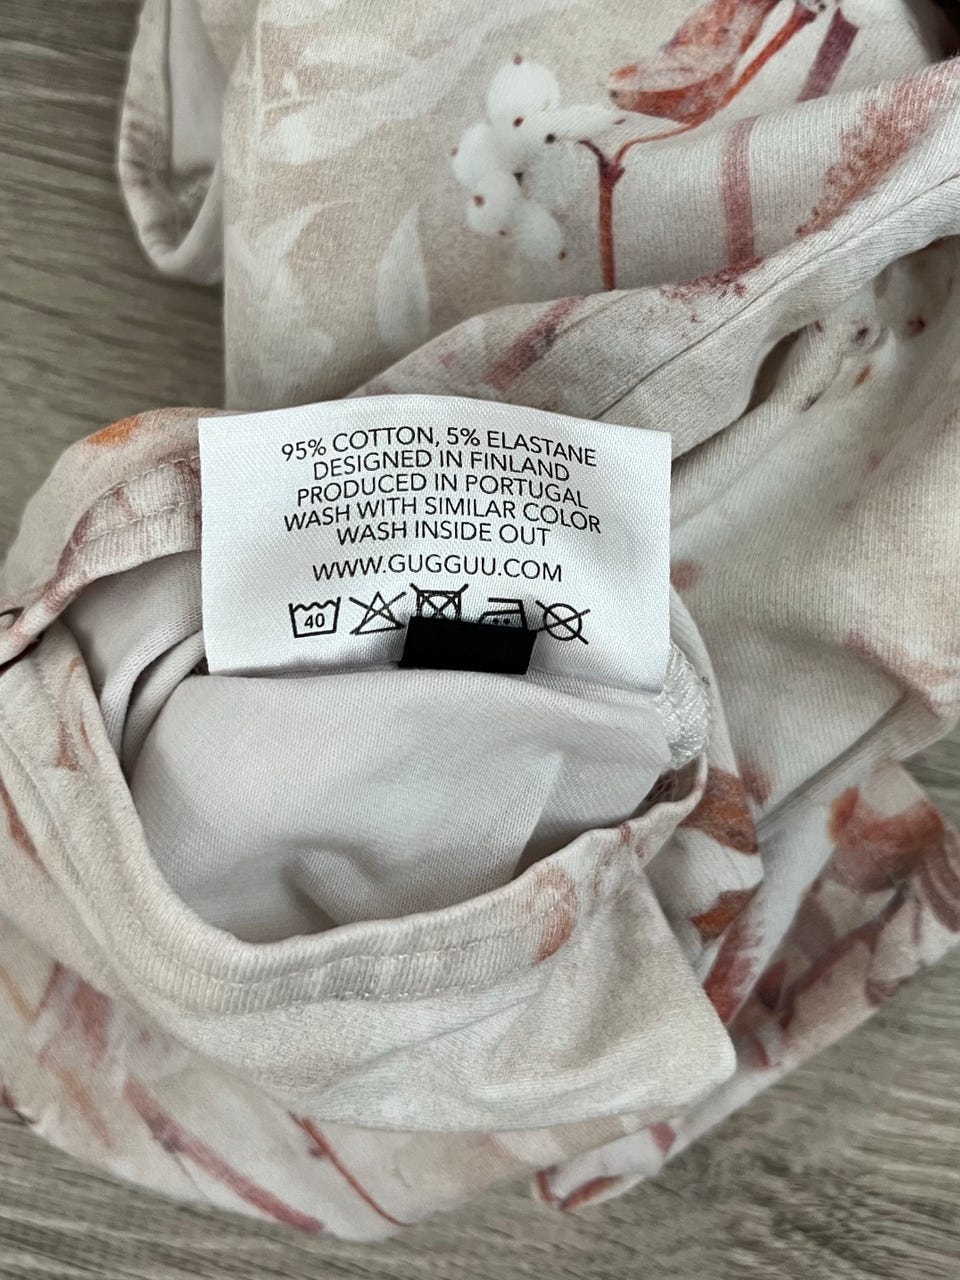 95% COTTON, 5% ELASTANE
DESIGNED IN FINLAND
PRODUCED IN PORTUGAL
WASH WITH SIMILAR COLOR
WASH INSIDE OUT
WWW.GUGGUU.COM
40